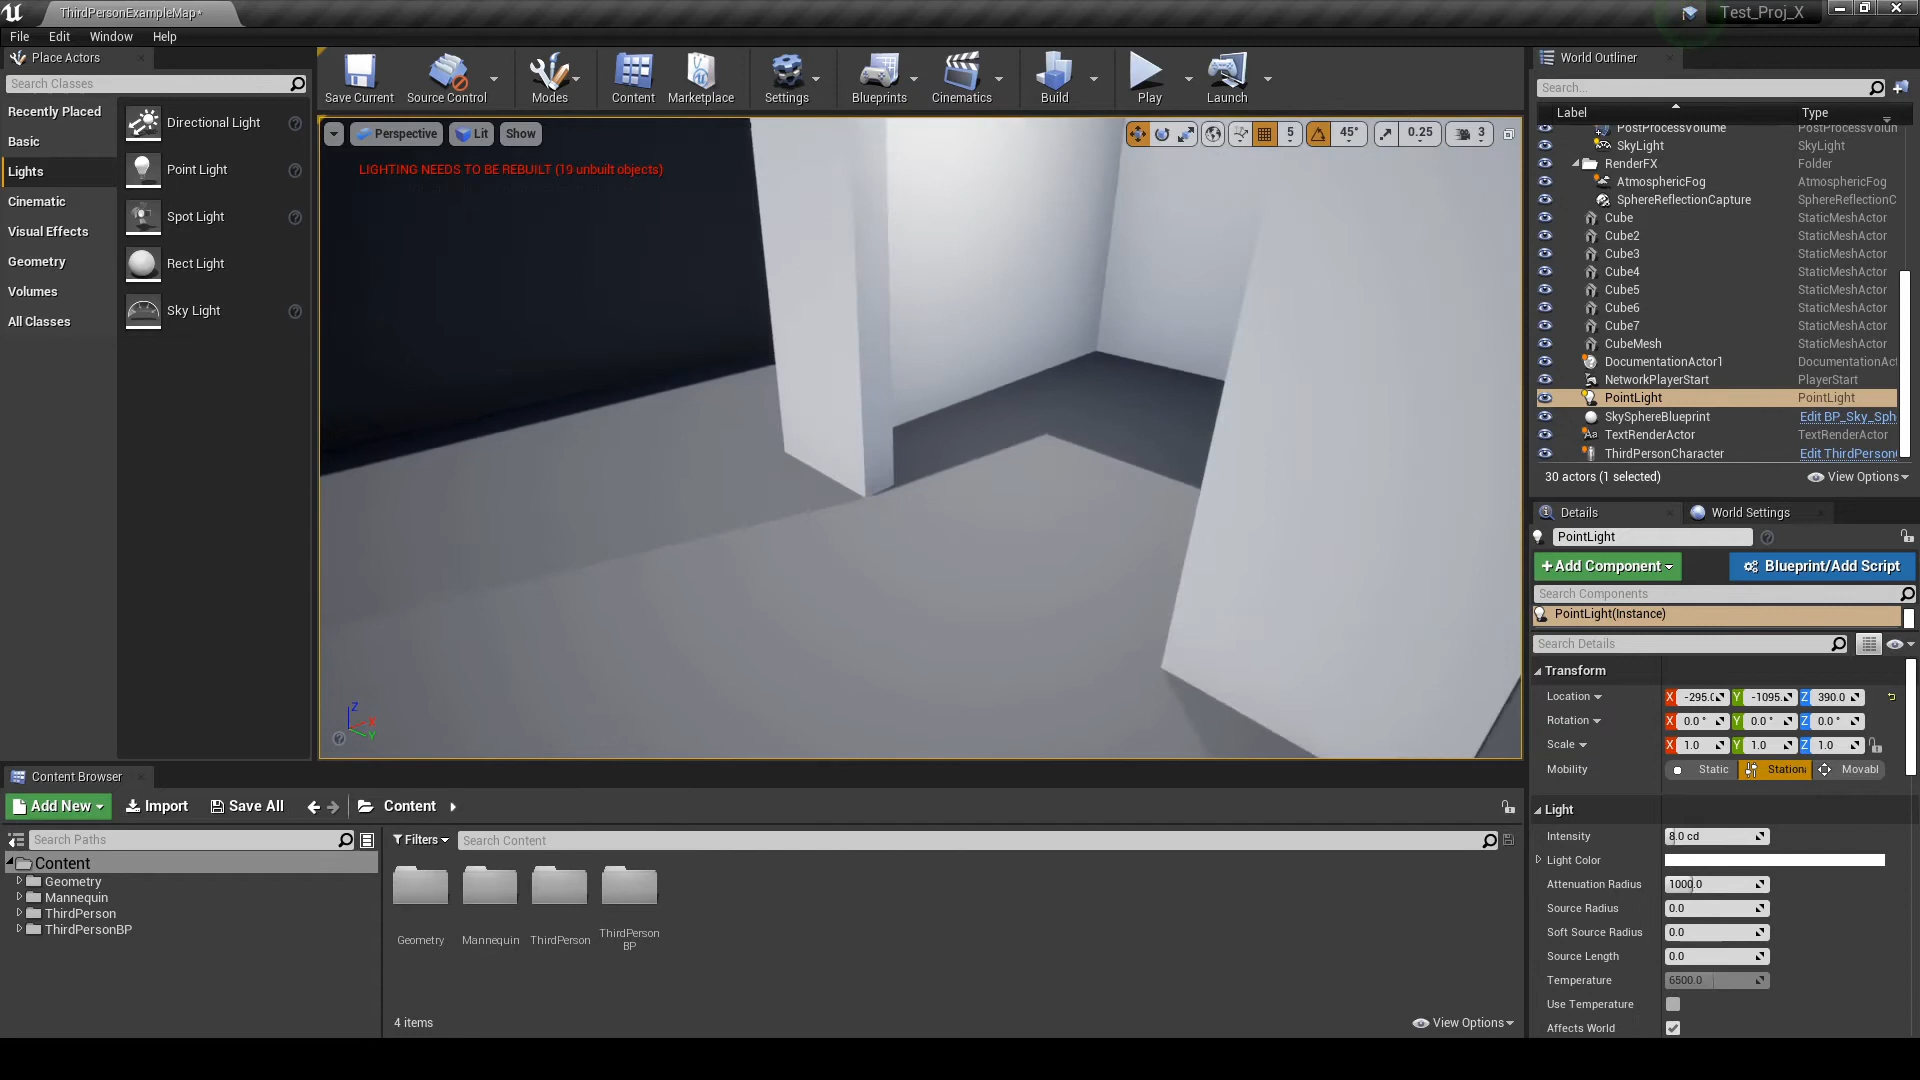 ThirdPersonExampleMap*
Test_Proj_X
File Edit Window Help
Place Actors
Search Classes
Recently Placed
Basic
Lights
Cinematic
Visual Effects
Geometry
Volumes
All Classes
Directional Light
Point Light
Spot Light
Rect Light
Sky Light
Save Current
Source Control
Modes
Content
Marketplace
Settings
Blueprints
Cinematics
Build
Play
Launch
Perspective Lit Show
5 45° 0.25 3
LIGHTING NEEDS TO BE REBUILT (19 unbuilt objects)
Z
X
Y
World Outliner
Search...
Label Type
PostProcessVolume PostProcessVolum
SkyLight SkyLight
RenderFX Folder
AtmosphericFog AtmosphericFog
SphereReflectionCapture SphereReflectionC
Cube StaticMeshActor
Cube2 StaticMeshActor
Cube3 StaticMeshActor
Cube4 StaticMeshActor
Cube5 StaticMeshActor
Cube6 StaticMeshActor
Cube7 StaticMeshActor
CubeMesh StaticMeshActor
DocumentationActor1 DocumentationAct
NetworkPlayerStart PlayerStart
PointLight PointLight
SkySphereBlueprint Edit BP_Sky_Sph
TextRenderActor TextRenderActor
ThirdPersonCharacter Edit ThirdPerson
30 actors (1 selected) View Options
Details World Settings
PointLight
+Add Component Blueprint/Add Script
Search Components
PointLight(Instance)
Search Details
Transform
Location X -295.0 Y -1095. Z 390.0
Rotation X 0.0 ° Y 0.0 ° Z 0.0 °
Scale X 1.0 Y 1.0 Z 1.0
Mobility Static Stationa Movabl
Light
Intensity 8.0 cd
Light Color
Attenuation Radius 1000.0
Source Radius 0.0
Soft Source Radius 0.0
Source Length 0.0
Temperature 6500.0
Use Temperature
Affects World
Content Browser
Add New Import Save All Content
Search Paths
Content
Geometry
Mannequin
ThirdPerson
ThirdPersonBP
Filters Search Content
Geometry
Mannequin
ThirdPerson
ThirdPerson
BP
4 items View Options